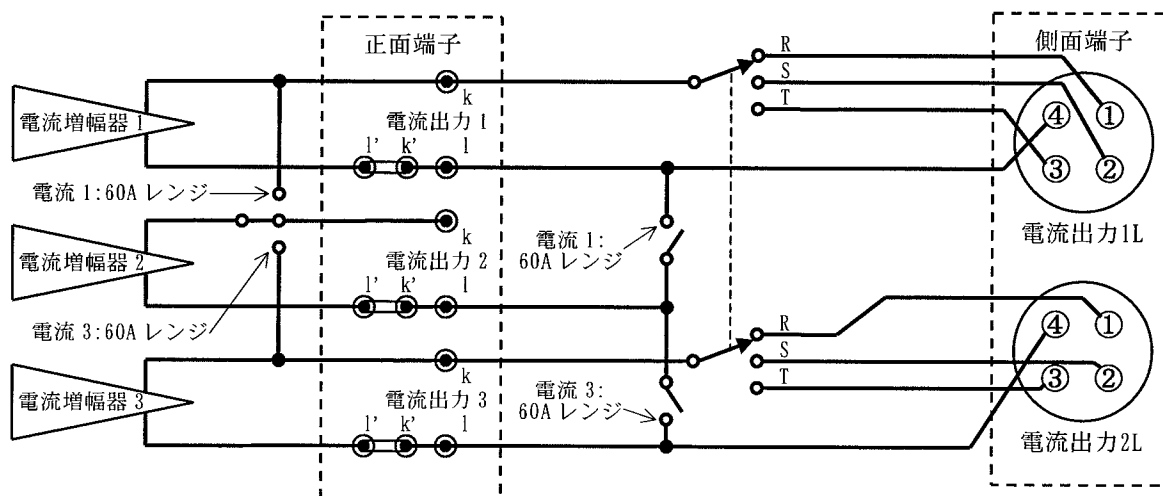 正面端子
側面端子
電流増幅器 1
k
電流出力 1
l' k' l
R
S
T
④ ①
③ ②
電流出力1L
電流 1:60A レンジ
電流増幅器 2
k
電流出力 2
l' k' l
電流 1:
60A レンジ
電流 3:60A レンジ
電流増幅器 3
k
電流出力 3
l' k' l
電流 3:
60A レンジ
R
S
T
④ ①
③ ②
電流出力2L